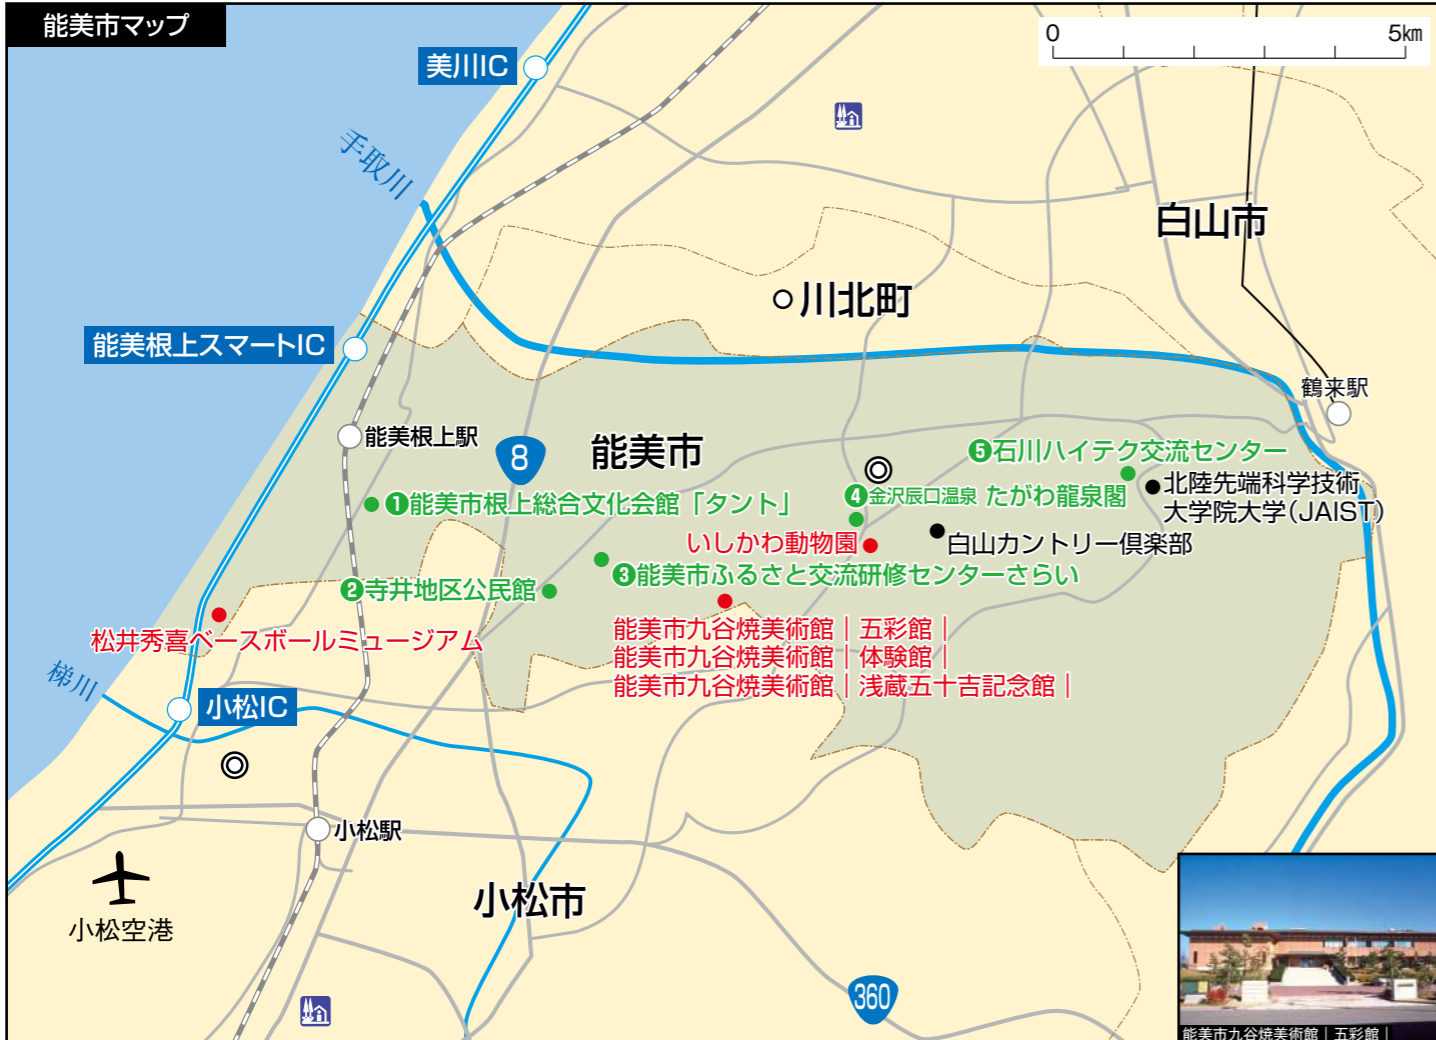 能美市マップ
0 5km
美川IC
手取川
白山市
川北町
能美根上スマートIC
鶴来駅
能美根上駅
能美市
8
❺石川ハイテク交流センター
❶能美市根上総合文化会館「タント」
❹金沢辰口温泉 たがわ龍泉閣
北陸先端科学技術
大学院大学(JAIST)
いしかわ動物園
白山カントリー倶楽部
❸能美市ふるさと交流研修センターさらい
❷寺井地区公民館
松井秀喜ベースボールミュージアム
能美市九谷焼美術館｜五彩館｜
能美市九谷焼美術館｜体験館｜
能美市九谷焼美術館｜浅蔵五十吉記念館｜
梯川
小松IC
小松駅
小松市
小松空港
360
能美市九谷焼美術館｜五彩館｜